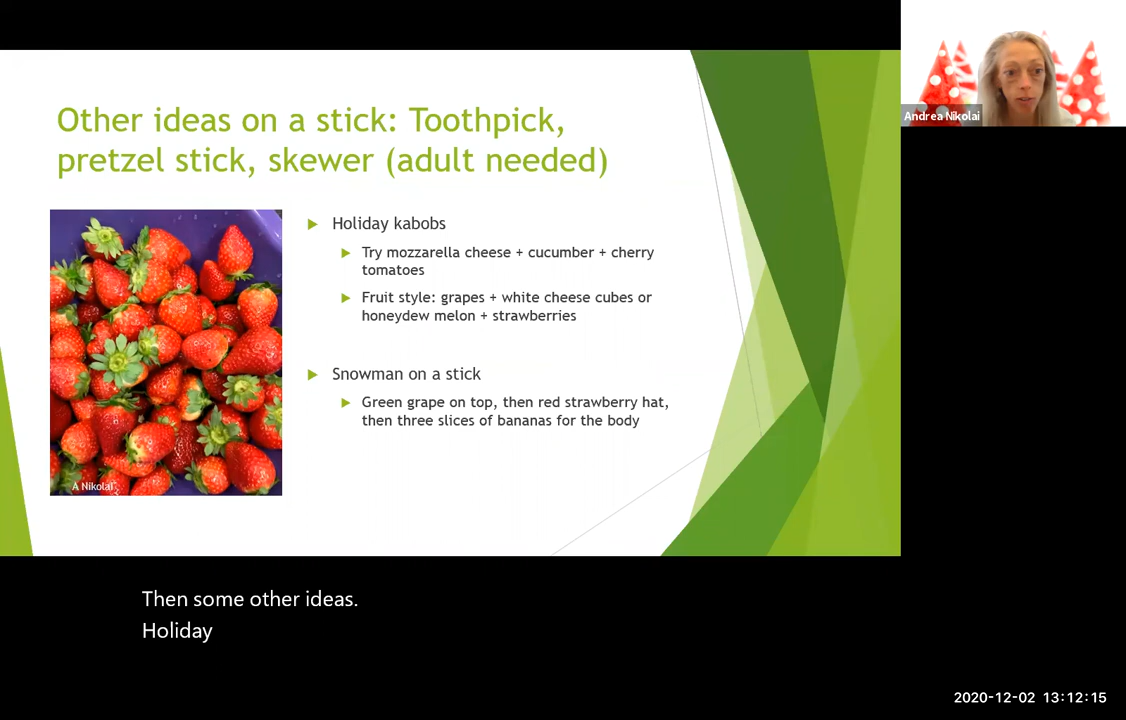 Other ideas on a stick: Toothpick,
pretzel stick, skewer (adult needed)
Holiday kabobs
Try mozzarella cheese + cucumber + cherry
tomatoes
Fruit style: grapes + white cheese cubes or
honeydew melon + strawberries
Snowman on a stick
Green grape on top, then red strawberry hat,
then three slices of bananas for the body
A Nikolai
Andrea Nikolai
Then some other ideas.
Holiday
2020-12-02 13:12:15